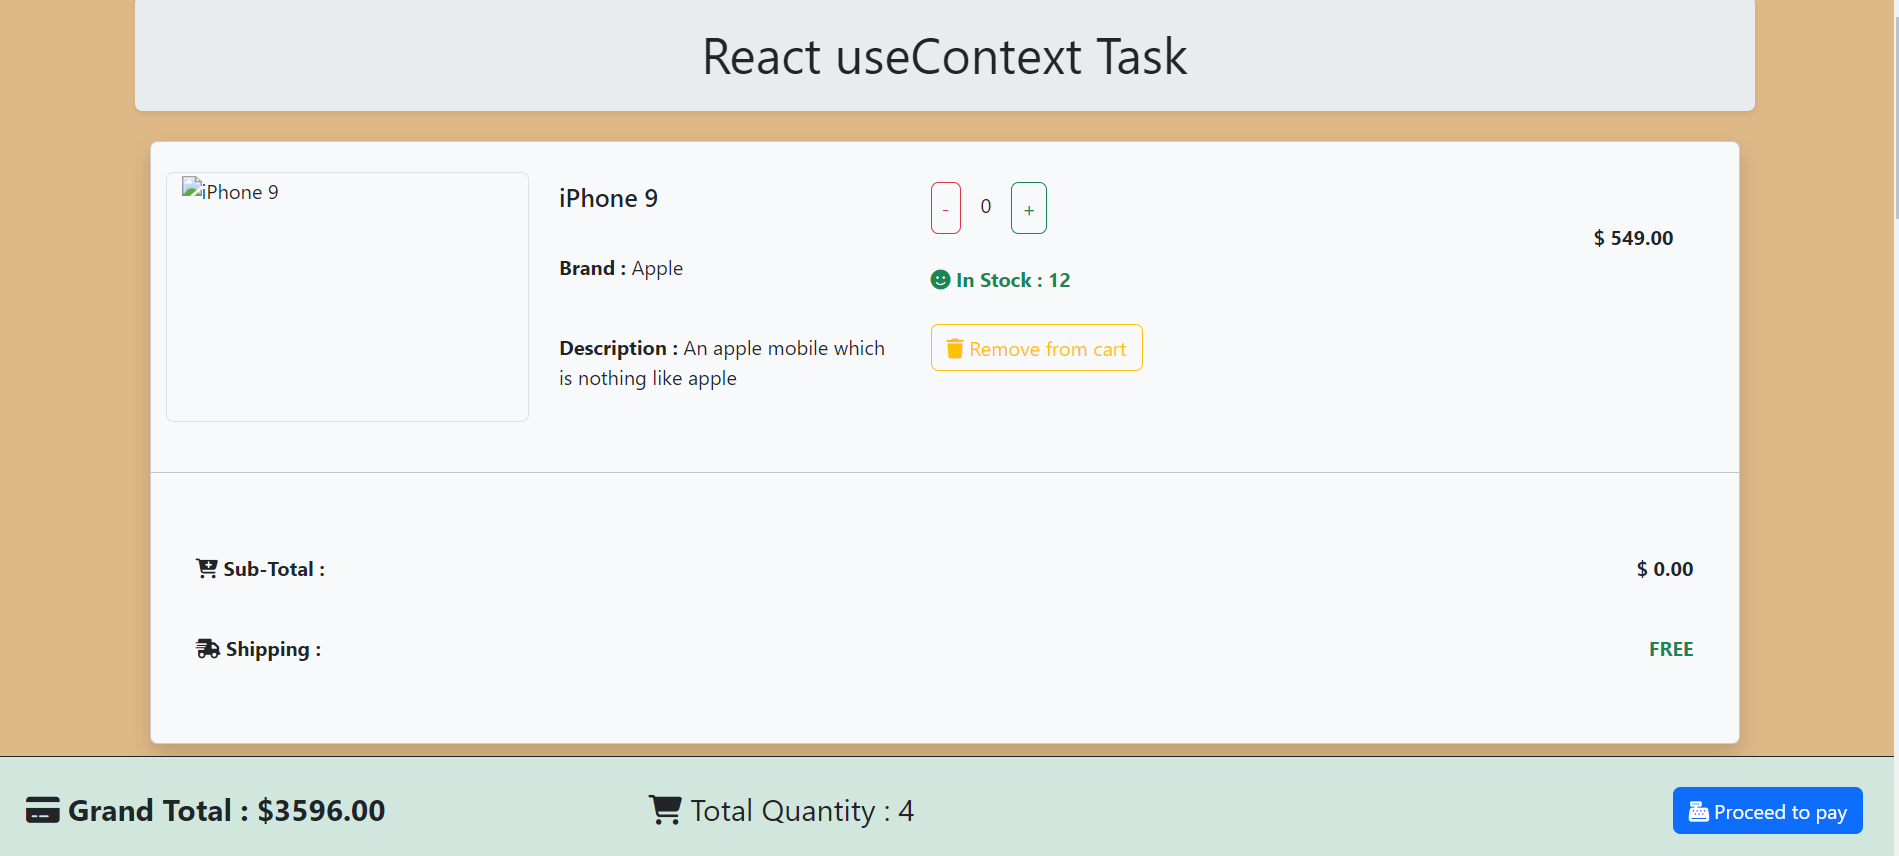 React useContext Task
iPhone 9
iPhone 9
Brand : Apple
Description : An apple mobile which
is nothing like apple
- 0 +
In Stock : 12
Remove from cart
$ 549.00
Sub-Total : $ 0.00
Shipping : FREE
Grand Total : $3596.00 Total Quantity : 4 Proceed to pay